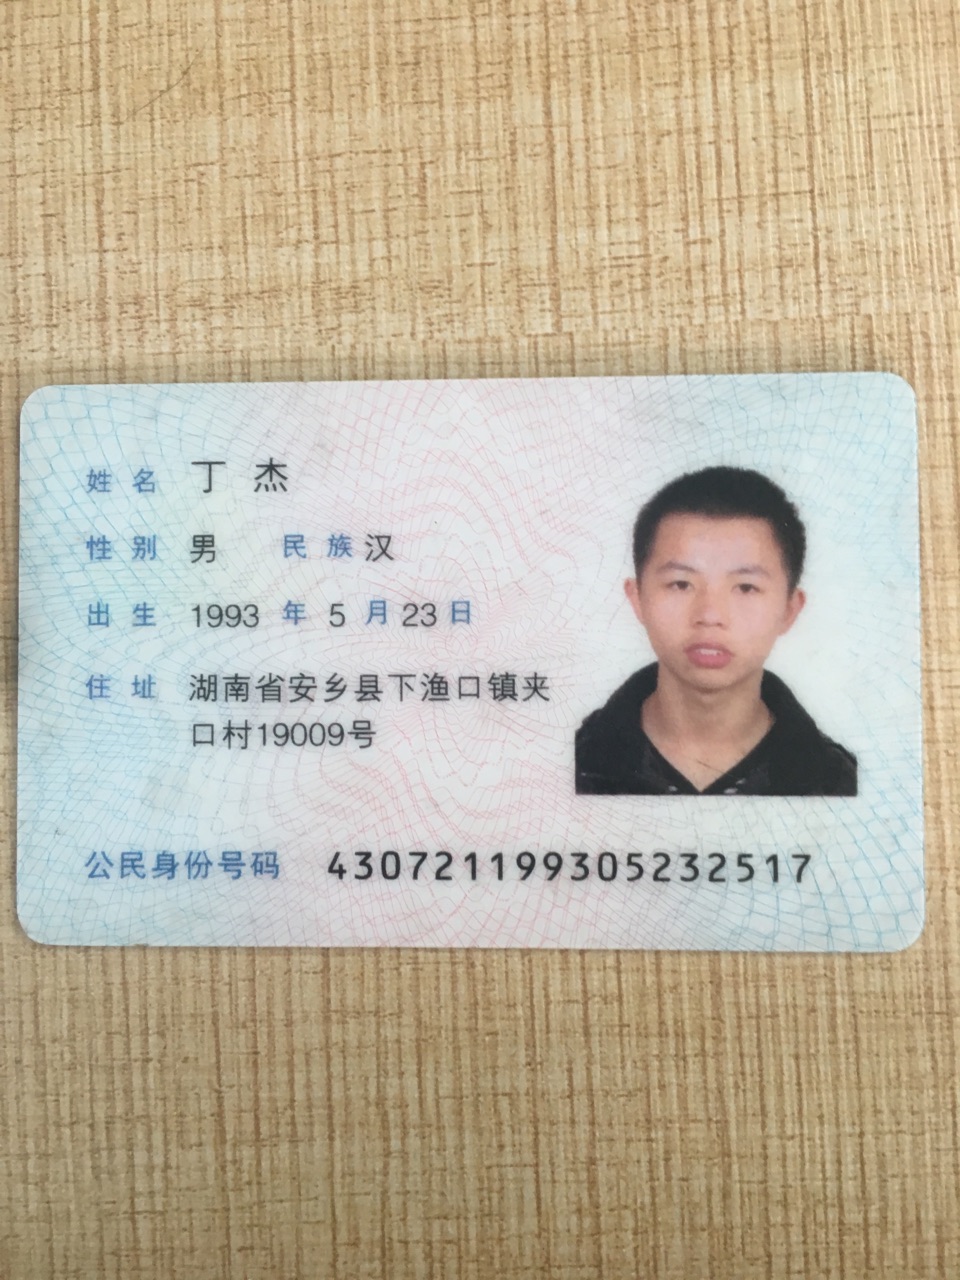 姓名 丁杰
性别 男 民族 汉
出生 1993 年 5 月 23 日
住址 湖南省安乡县下渔口镇夹
口村19009号
公民身份号码 430721199305232517